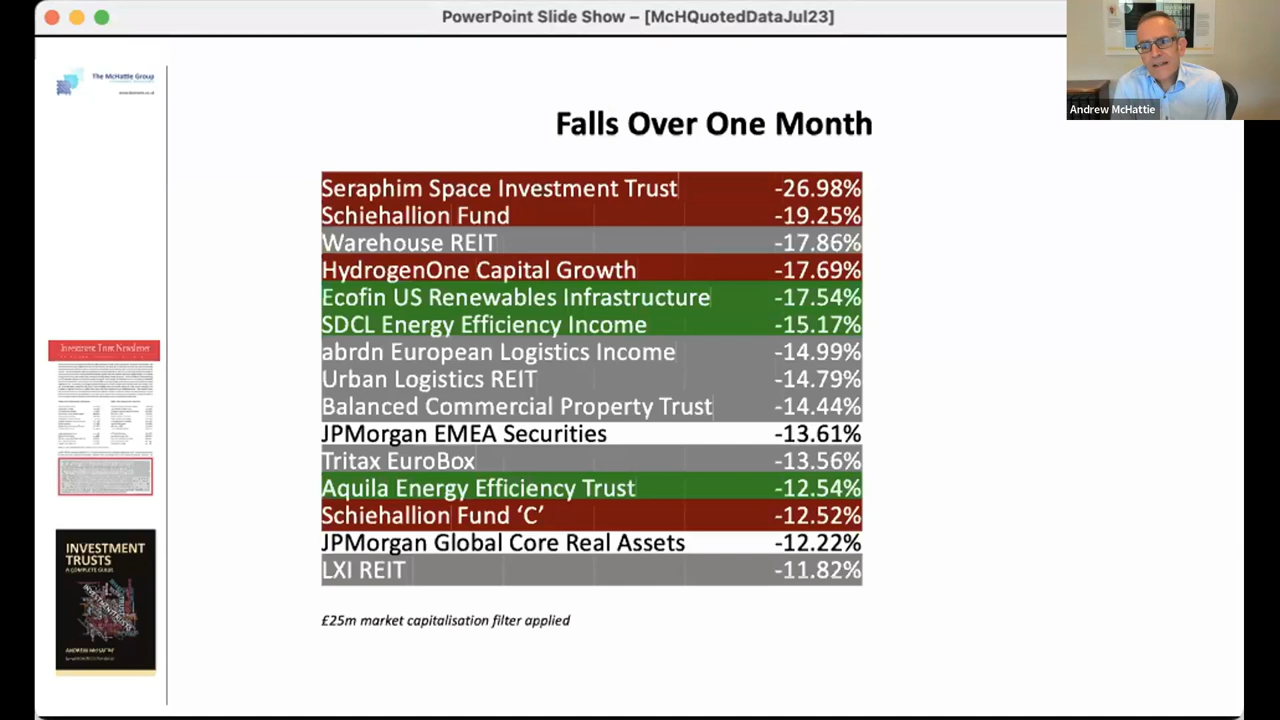 PowerPoint Slide Show – [McHQuotedDataJul23]
Andrew McHattie
The McHattie Group
Falls Over One Month
Seraphim Space Investment Trust -26.98%
Schiehallion Fund -19.25%
Warehouse REIT -17.86%
HydrogenOne Capital Growth -17.69%
Ecofin US Renewables Infrastructure -17.54%
SDCL Energy Efficiency Income -15.17%
abrdn European Logistics Income -14.99%
Urban Logistics REIT -14.79%
Balanced Commercial Property Trust -14.44%
JPMorgan EMEA Securities -13.61%
Tritax EuroBox -13.56%
Aquila Energy Efficiency Trust -12.54%
Schiehallion Fund ‘C’ -12.52%
JPMorgan Global Core Real Assets -12.22%
LXI REIT -11.82%
£25m market capitalisation filter applied
Investment Trust Newsletter
INVESTMENT
TRUSTS
A COMPLETE GUIDE
ANDREW McHATTIE